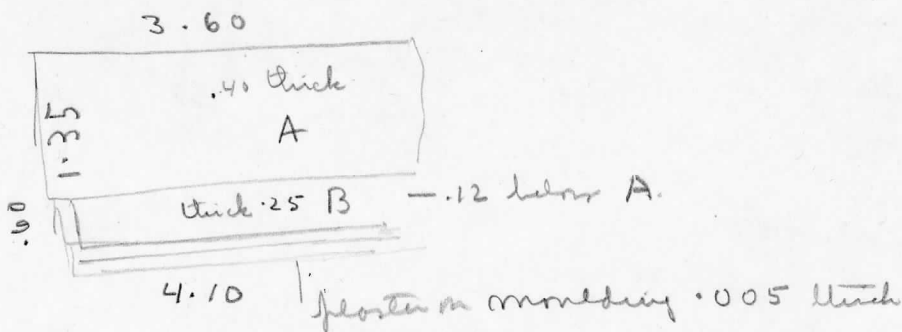 3.60
.40 thick
A
1.35
thick .25 B
— .12 below A.
.90
4.10
plaster on moulding .005 thick